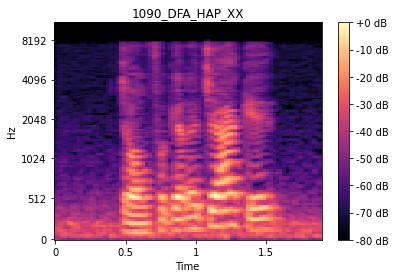 1090_DFA_HAP_XX
+0 dB
8192
-10 dB
4096
-20 dB
-30 dB
2048
Hz
-40 dB
1024
-50 dB
512
-60 dB
-70 dB
0
-80 dB
0
0.5
1
1.5
Time